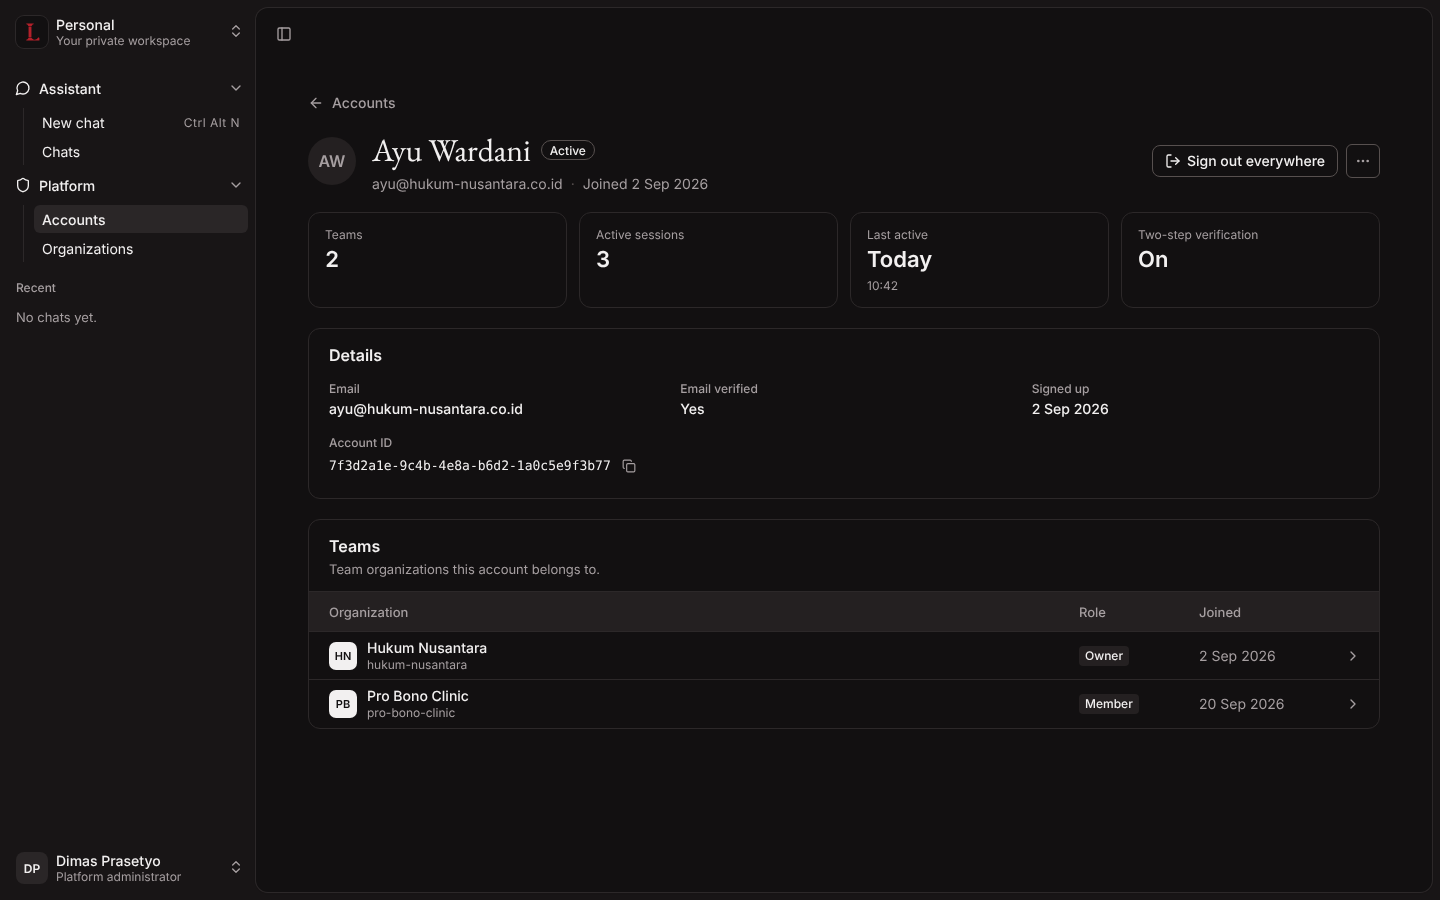 L
Personal
Your private workspace
Assistant
New chat
Ctrl Alt N
Chats
Platform
Accounts
Organizations
Recent
No chats yet.
DP
Dimas Prasetyo
Platform administrator
Accounts
AW
Ayu Wardani
Active
ayu@hukum-nusantara.co.id · Joined 2 Sep 2026
Sign out everywhere
Teams
2
Active sessions
3
Last active
Today
10:42
Two-step verification
On
Details
Email
ayu@hukum-nusantara.co.id
Email verified
Yes
Signed up
2 Sep 2026
Account ID
7f3d2a1e-9c4b-4e8a-b6d2-1a0c5e9f3b77
Teams
Team organizations this account belongs to.
Organization Role Joined
HN
Hukum Nusantara
hukum-nusantara
Owner
2 Sep 2026
PB
Pro Bono Clinic
pro-bono-clinic
Member
20 Sep 2026